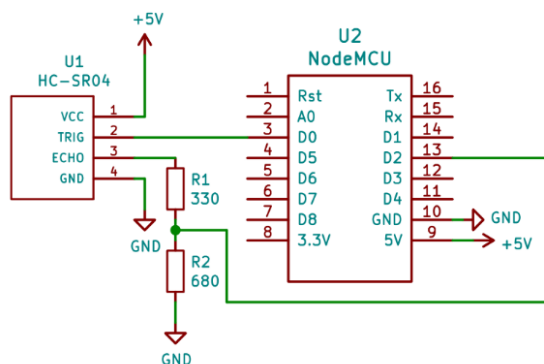 +5V
U1
HC-SR04
VCC 1
TRIG 2
ECHO 3
GND 4
GND
R1
330
R2
680
GND
U2
NodeMCU
1 Rst
2 A0
3 D0
4 D5
5 D6
6 D7
7 D8
8 3.3V
Tx 16
Rx 15
D1 14
D2 13
D3 12
D4 11
GND 10
5V 9
GND
+5V